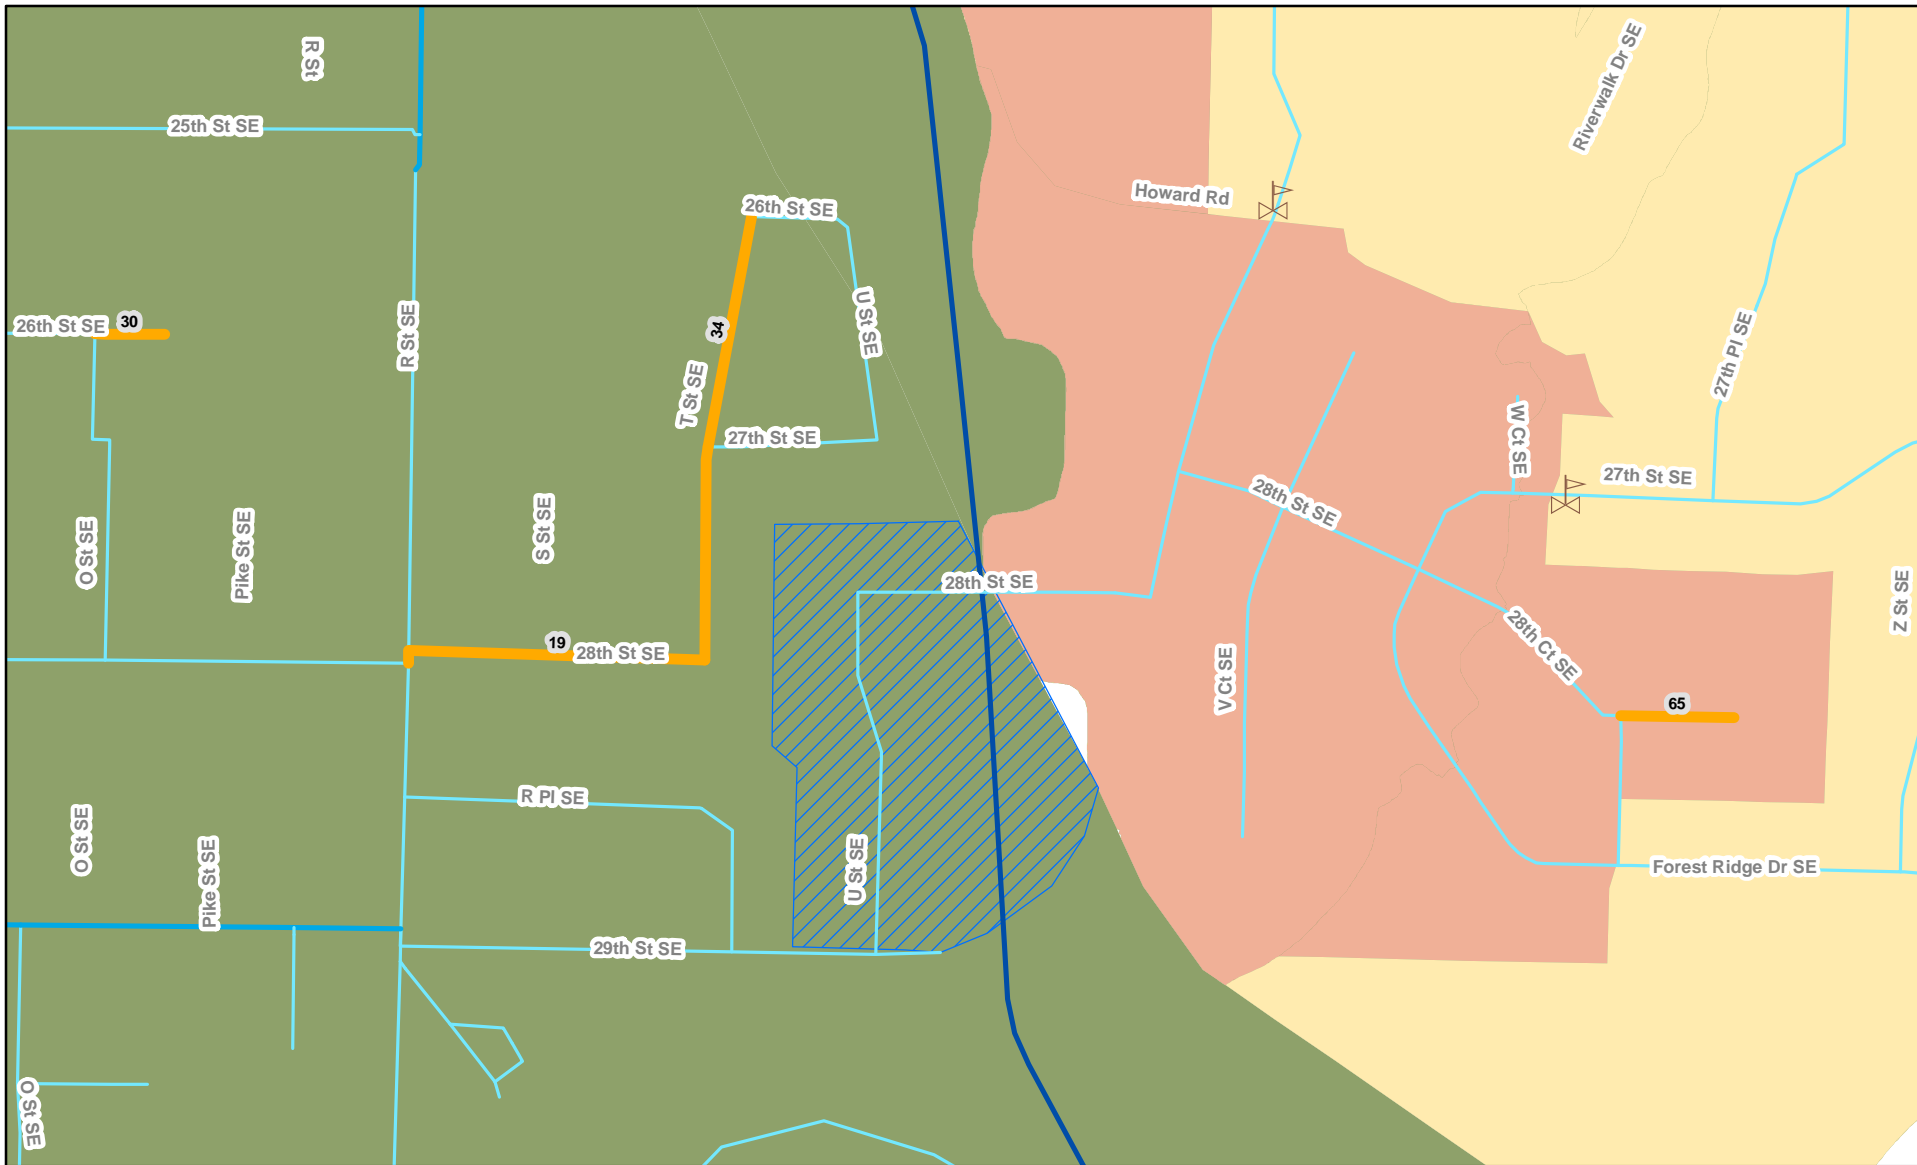 R St
Riverwalk Dr SE
25th St SE
Howard Rd
26th St SE
U St SE
26th St SE
30
R St SE
34
T St SE
27th Pl SE
27th St SE
W Ct SE
27th St SE
28th St SE
O St SE
Pike St SE
S St SE
28th St SE
Z St SE
19
28th St SE
28th Ct SE
V Ct SE
65
R Pl SE
O St SE
Pike St SE
U St SE
Forest Ridge Dr SE
29th St SE
O St SE